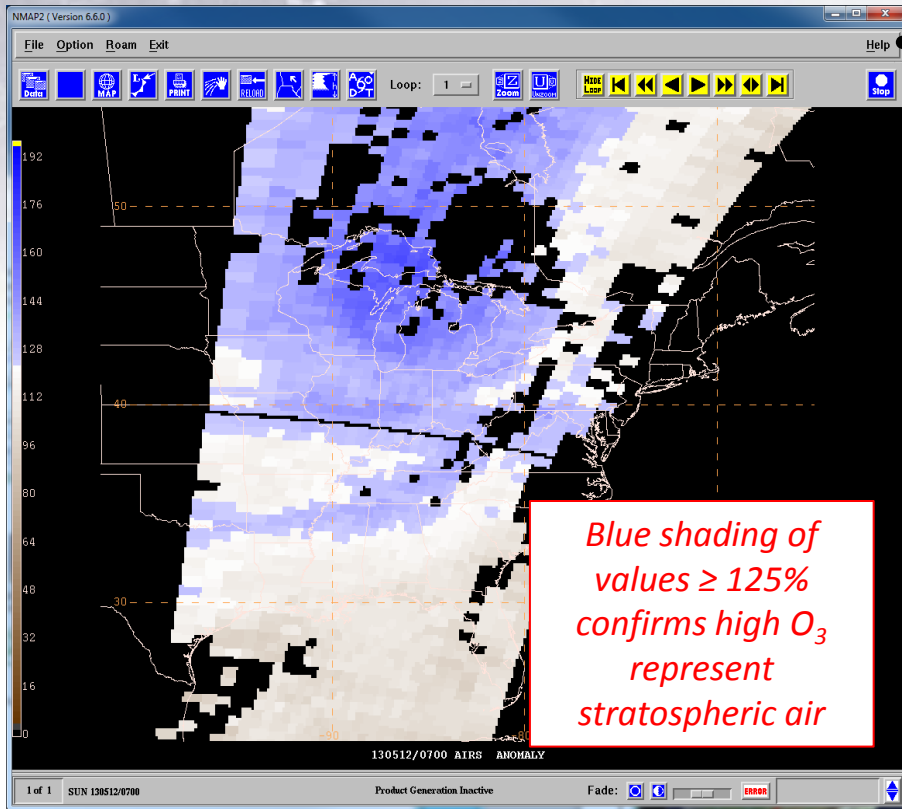 NMAP2 ( Version 6.6.0 )
File Option Roam Exit Help
Data MAP PRINT RELOAD Loop: 1 Zoom UNZOOM HIDE LOOP Stop
192
176
160
144
128
112
96
80
64
48
32
16
0
50
40
30
-90
-80
Blue shading of
values ≥ 125%
confirms high O₃
represent
stratospheric air
130512/0700 AIRS ANOMALY
1 of 1 SUN 130512/0700 Product Generation Inactive Fade: ERROR